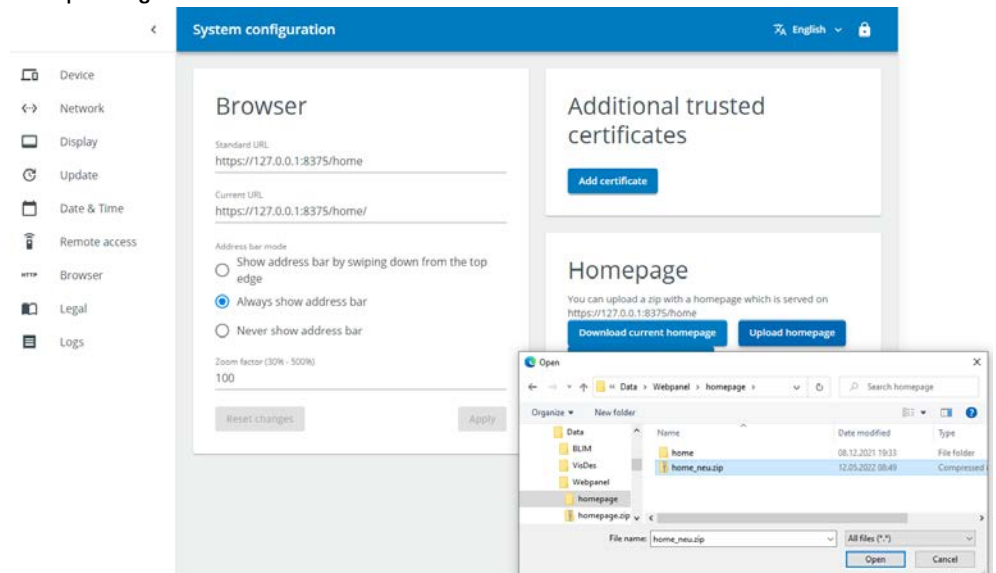 System configuration
English
Device
Network
Display
Update
Date & Time
Remote access
HTTP
Browser
Legal
Logs
Browser
Standard URL
https://127.0.0.1:8375/home
Current URL
https://127.0.0.1:8375/home/
Address bar mode
Show address bar by swiping down from the top
edge
Always show address bar
Never show address bar
Zoom factor (30% - 500%)
100
Reset changes
Apply
Additional trusted
certificates
Add certificate
Homepage
You can upload a zip with a homepage which is served on
https://127.0.0.1:8375/home
Download current homepage
Upload homepage
Open
« Data › Webpanel › homepage ›
Search homepage
Organize
New folder
Data
BLIM
VisDes
Webpanel
homepage
homepage.zip
Name
Date modified
Type
home
08.12.2021 19:33
File folder
home_neu.zip
12.05.2022 08:49
Compressed
File name:
home_neu.zip
All files (*.*)
Open
Cancel